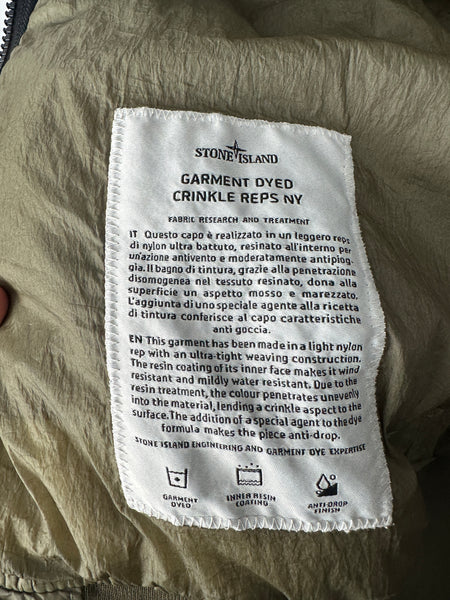 STONE ISLAND
GARMENT DYED
CRINKLE REPS NY
FABRIC RESEARCH AND TREATMENT
IT Questo capo è realizzato in un leggero reps
di nylon ultra battuto, resinato all'interno per
un'azione antivento e moderatamente antipiog
gia. Il bagno di tintura, grazie alla penetrazione
disomogenea nel tessuto resinato, dona alla
superficie un aspetto mosso e marezzato.
L'aggiunta di uno speciale agente alla ricetta
di tintura conferisce al capo caratteristiche
anti goccia.
EN This garment has been made in a light nylon
rep with an ultra-tight weaving construction.
The resin coating of its inner face makes it wind
resistant and mildly water resistant. Due to the
resin treatment, the colour penetrates unevenly
into the material, lending a crinkle aspect to the
surface. The addition of a special agent to the dye
formula makes the piece anti-drop.
STONE ISLAND ENGINEERING AND GARMENT DYE EXPERTISE
GARMENT
DYED
INNER RESIN
COATING
ANTI-DROP
FINISH